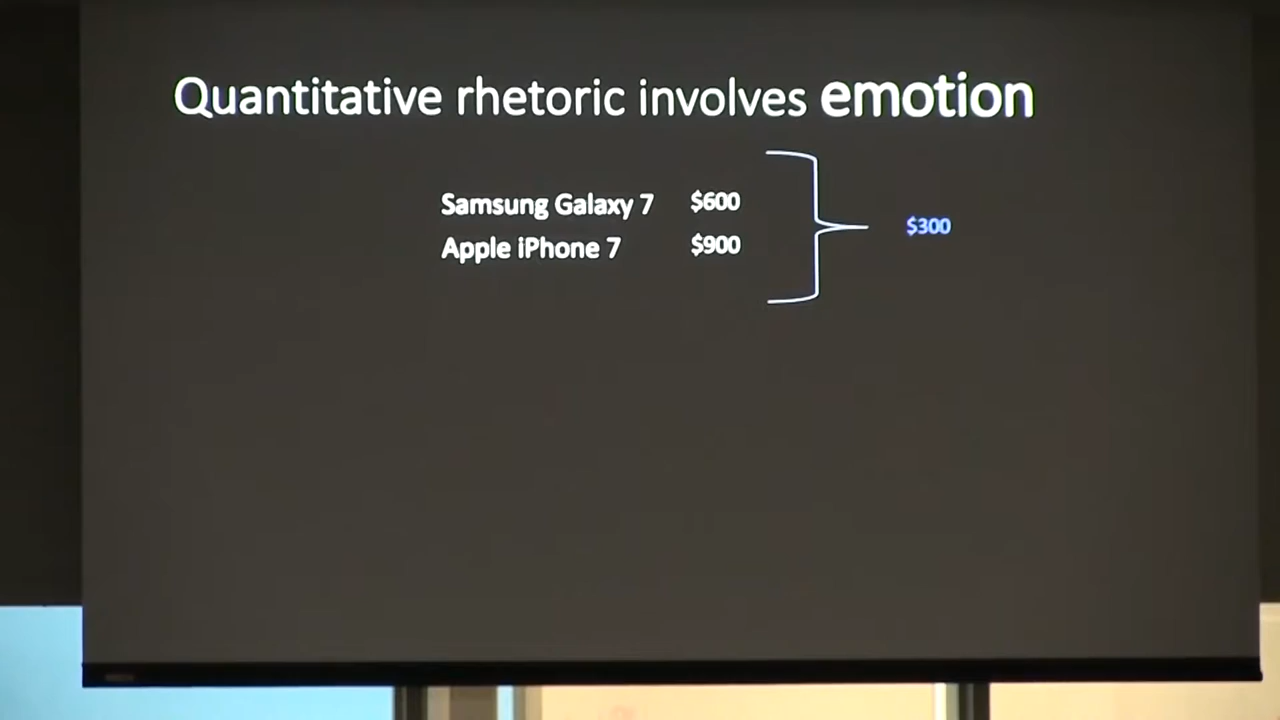 Quantitative rhetoric involves emotion
Samsung Galaxy 7 $600
Apple iPhone 7 $900
$300